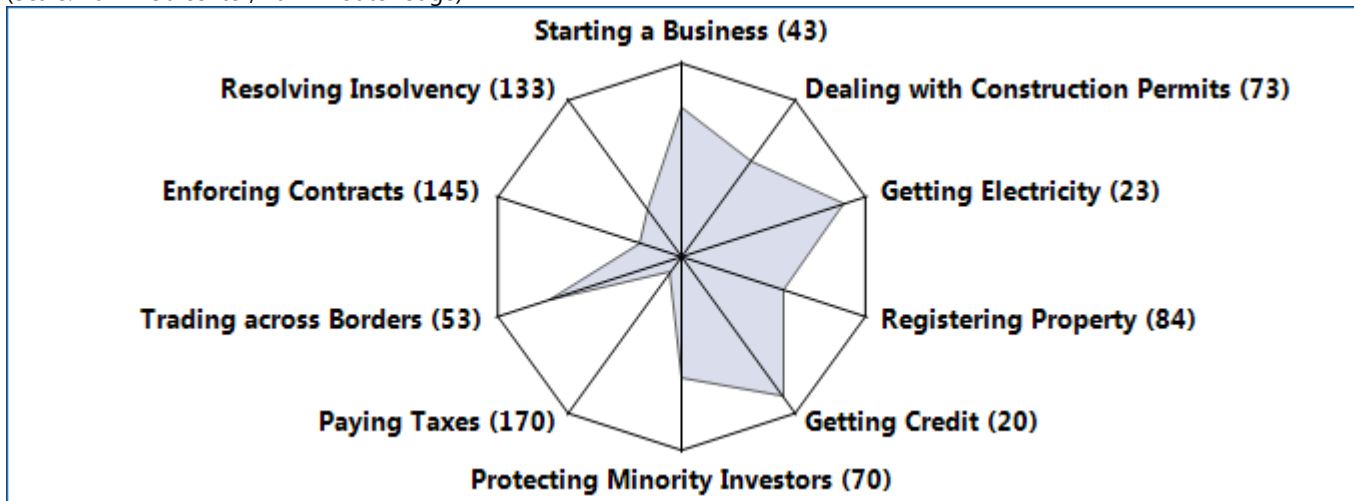 Starting a Business (43)
Resolving Insolvency (133)
Dealing with Construction Permits (73)
Enforcing Contracts (145)
Getting Electricity (23)
Trading across Borders (53)
Registering Property (84)
Paying Taxes (170)
Getting Credit (20)
Protecting Minority Investors (70)